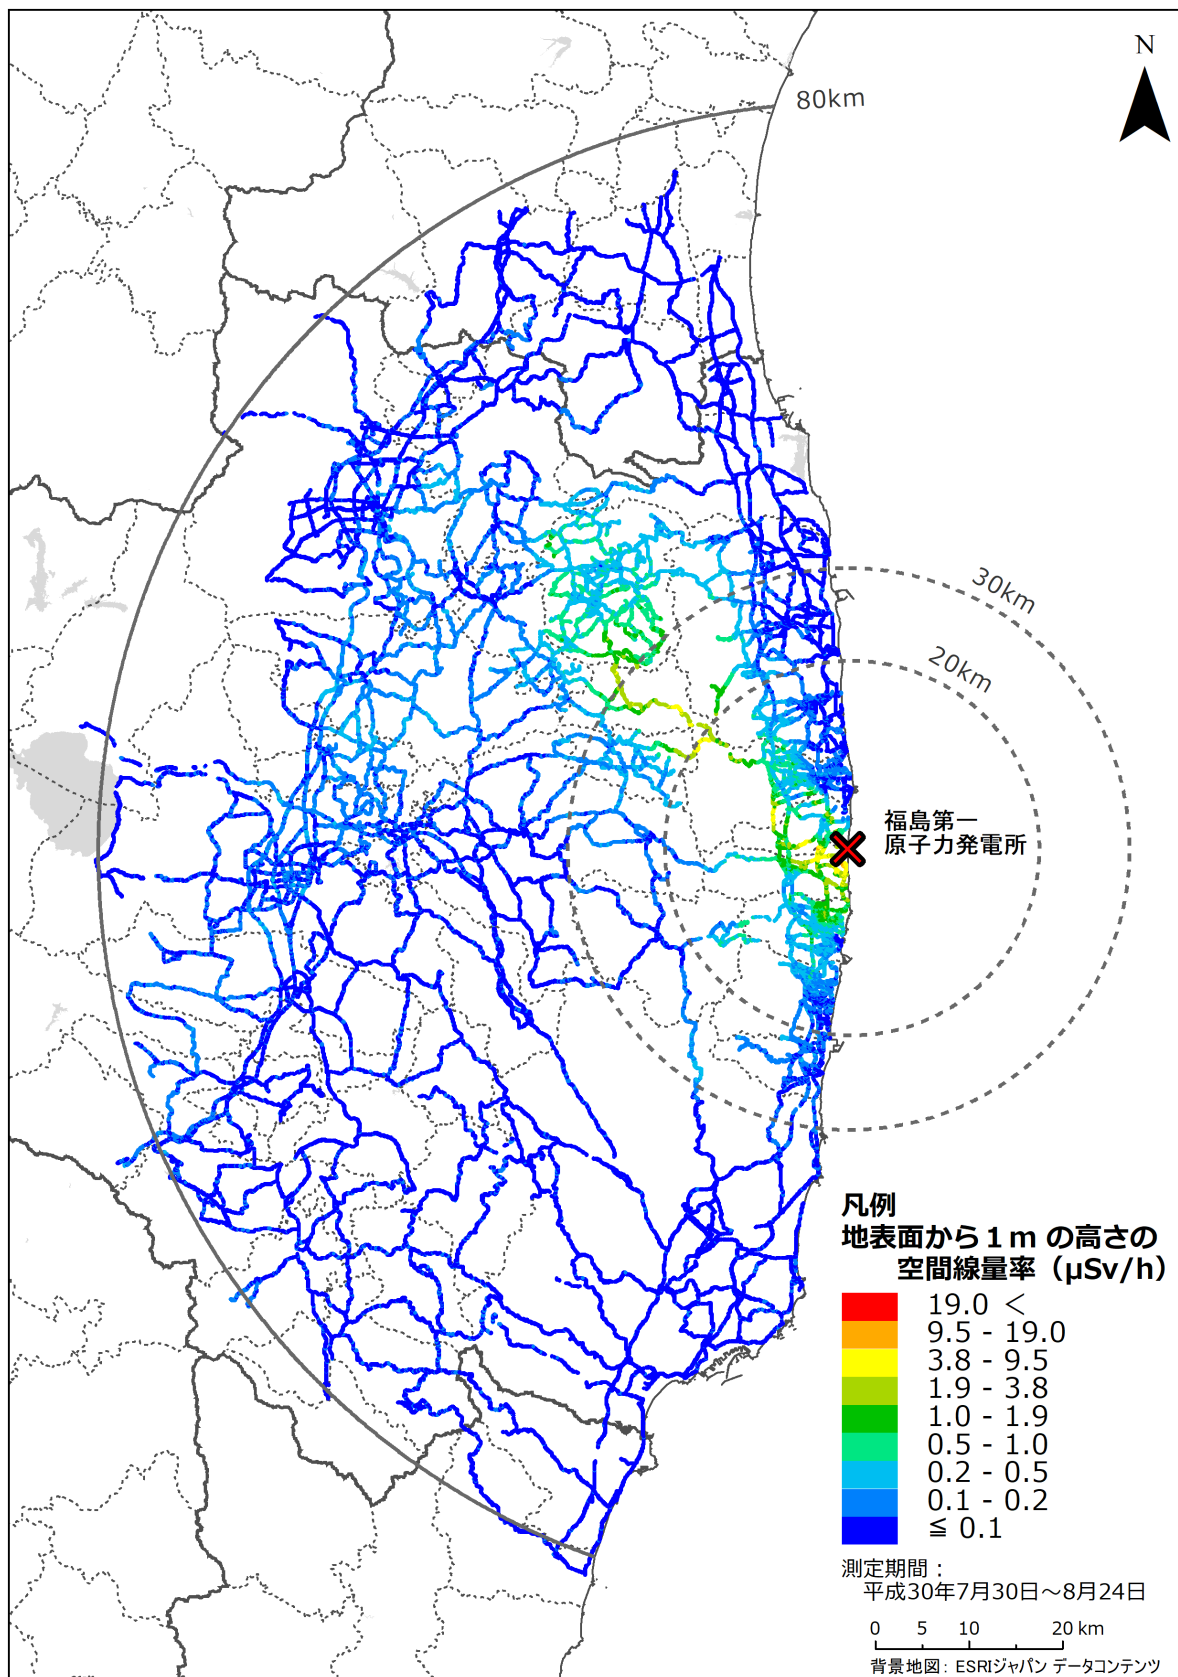 N
80km
30km
20km
福島第一
原子力発電所
凡例
地表面から１ｍ の高さの
空間線量率（μSv/h）
19.0 ＜
9.5 - 19.0
3.8 - 9.5
1.9 - 3.8
1.0 - 1.9
0.5 - 1.0
0.2 - 0.5
0.1 - 0.2
≦ 0.1
測定期間：
平成30年7月30日～8月24日
0 5 10 20 km
背景地図： ESRIジャパン データコンテンツ